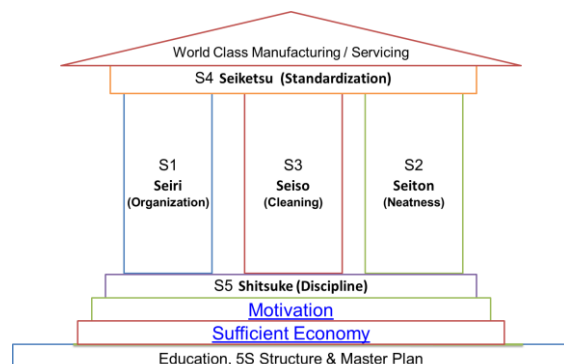 World Class Manufacturing / Servicing
S4 Seiketsu (Standardization)
S1
Seiri
(Organization)
S3
Seiso
(Cleaning)
S2
Seiton
(Neatness)
S5 Shitsuke (Discipline)
Motivation
Sufficient Economy
Education, 5S Structure & Master Plan